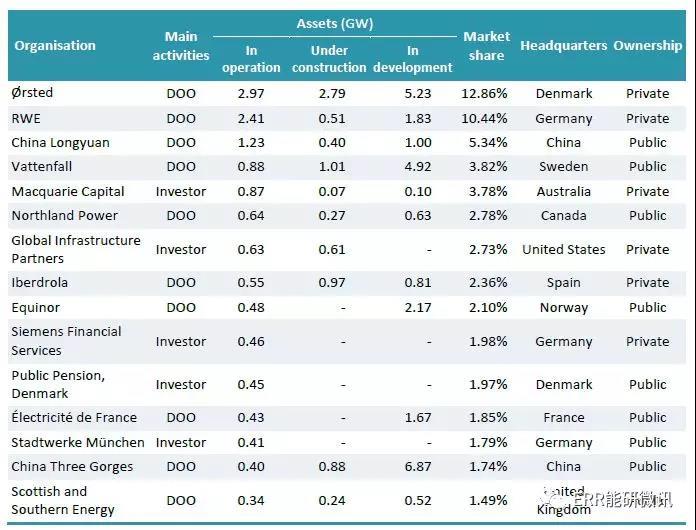 Organisation Main activities Assets (GW) Market share Headquarters Ownership
In operation Under construction In development
Ørsted DOO 2.97 2.79 5.23 12.86% Denmark Private
RWE DOO 2.41 0.51 1.83 10.44% Germany Private
China Longyuan DOO 1.23 0.40 1.00 5.34% China Public
Vattenfall DOO 0.88 1.01 4.92 3.82% Sweden Public
Macquarie Capital Investor 0.87 0.07 0.10 3.78% Australia Private
Northland Power DOO 0.64 0.27 0.63 2.78% Canada Public
Global Infrastructure Partners Investor 0.63 0.61 - 2.73% United States Private
Iberdrola DOO 0.55 0.97 0.81 2.36% Spain Private
Equinor DOO 0.48 - 2.17 2.10% Norway Public
Siemens Financial Services Investor 0.46 - - 1.98% Germany Private
Public Pension, Denmark Investor 0.45 - - 1.97% Denmark Public
Électricité de France DOO 0.43 - 1.67 1.85% France Public
Stadtwerke München Investor 0.41 - - 1.79% Germany Public
China Three Gorges DOO 0.40 0.88 6.87 1.74% China Public
Scottish and Southern Energy DOO 0.34 0.24 0.52 1.49% United Kingdom
ERR能研微讯